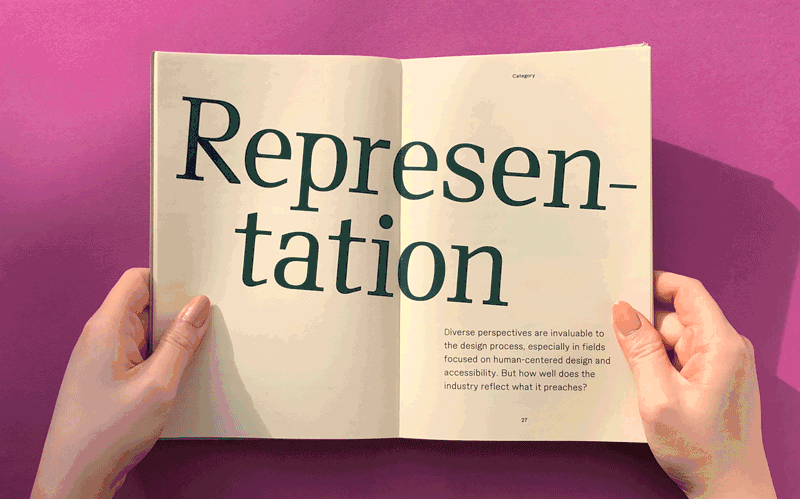 Category
Represen-
tation
Diverse perspectives are invaluable to
the design process, especially in fields
focused on human-centered design and
accessibility. But how well does the
industry reflect what it preaches?
27